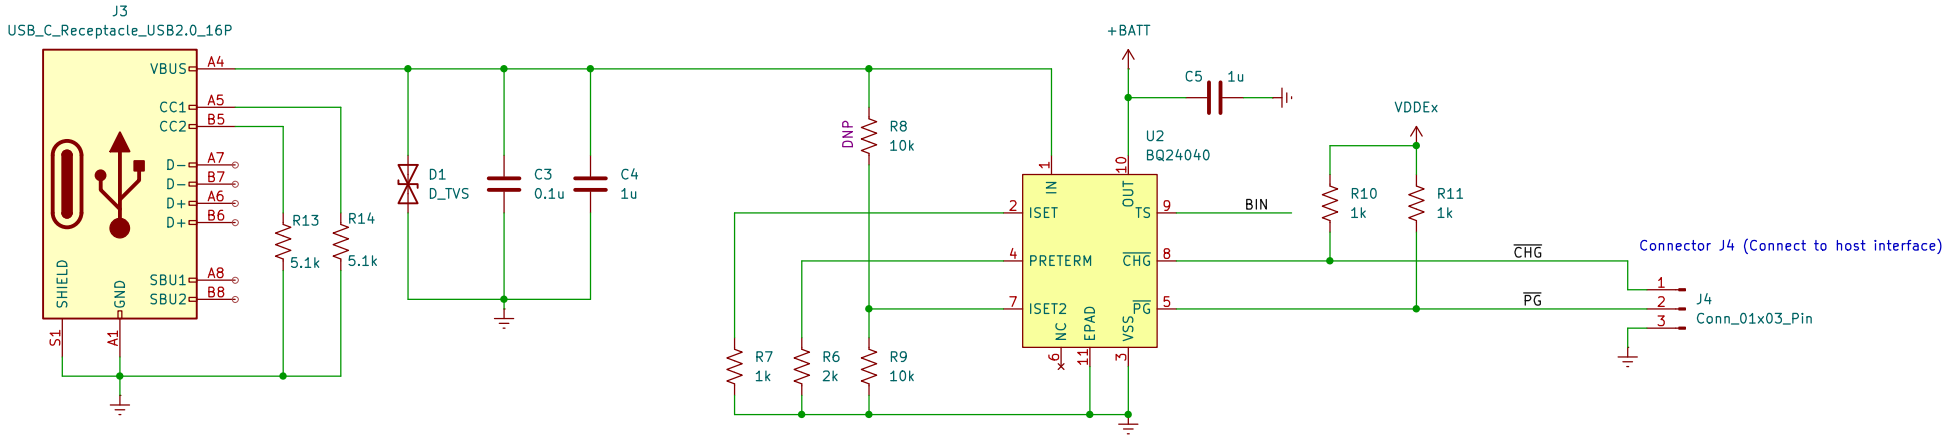 J3
USB_C_Receptacle_USB2.0_16P
VBUS
A4
CC1
A5
CC2
B5
D-
A7
D-
B7
D+
A6
D+
B6
SBU1
A8
SBU2
B8
SHIELD
GND
S1
A1
R13
5.1k
R14
5.1k
D1
D_TVS
C3
0.1u
C4
1u
DNP
R8
10k
R7
1k
R6
2k
R9
10k
+BATT
C5
1u
U2
BQ24040
1
IN
10
OUT
2
ISET
4
PRETERM
7
ISET2
TS
9
CHG
8
PG
5
NC
6
EPAD
11
VSS
3
BIN
VDDEx
R10
1k
R11
1k
CHG
PG
Connector J4 (Connect to host interface)
1
2
3
J4
Conn_01x03_Pin